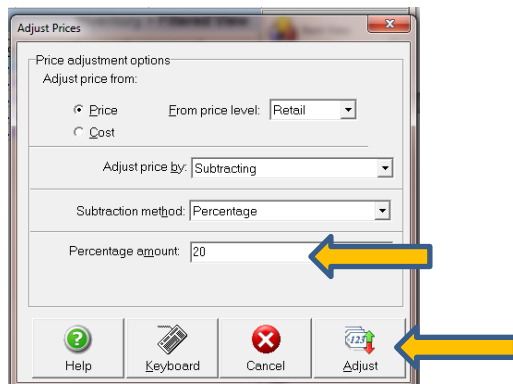 Adjust Prices
Price adjustment options
Adjust price from:
Price From price level: Retail
Cost
Adjust price by: Subtracting
Subtraction method: Percentage
Percentage amount: 20
123
Help Keyboard Cancel Adjust